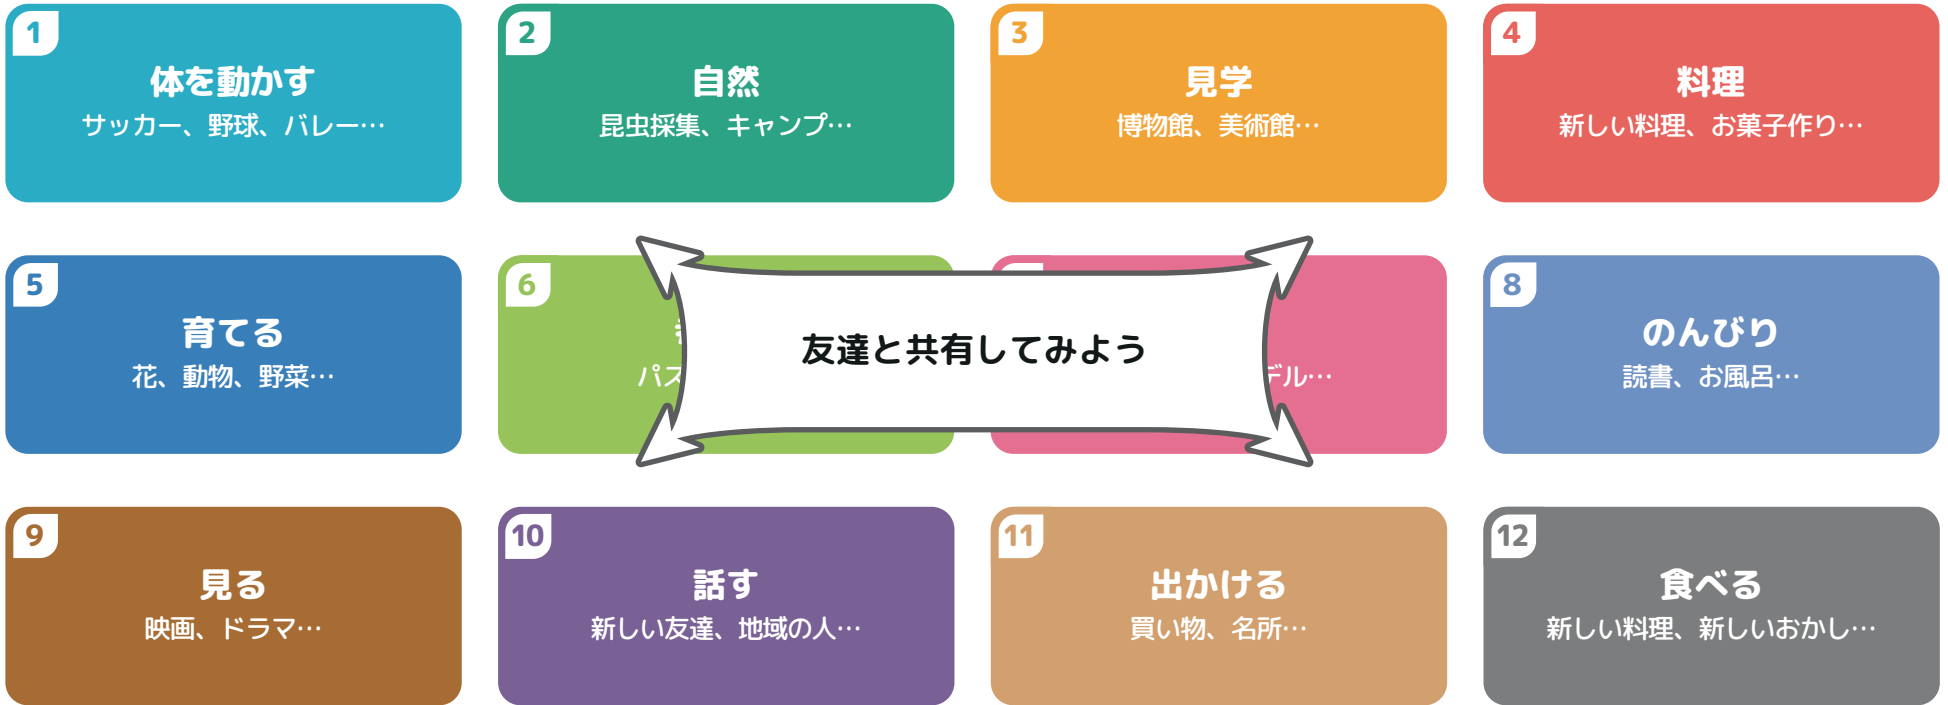 1
体を動かす
サッカー、野球、バレー…
2
自然
昆虫採集、キャンプ…
3
見学
博物館、美術館…
4
料理
新しい料理、お菓子作り…
5
育てる
花、動物、野菜…
6
パズ
友達と共有してみよう
デル…
8
のんびり
読書、お風呂…
9
見る
映画、ドラマ…
10
話す
新しい友達、地域の人…
11
出かける
買い物、名所…
12
食べる
新しい料理、新しいおかし…